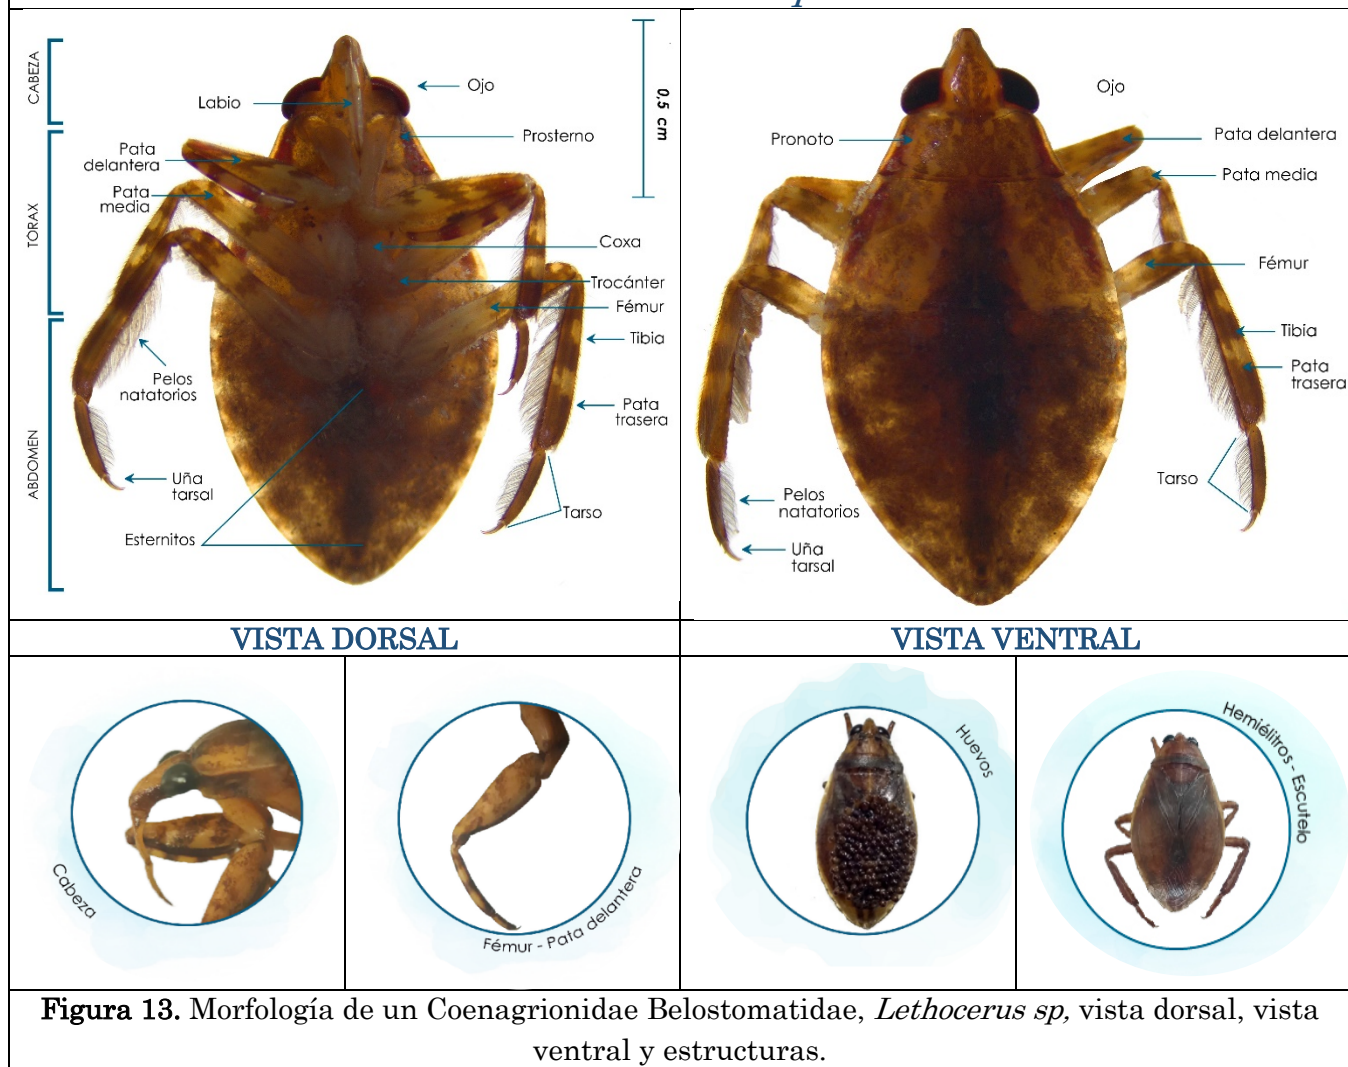 CABEZA
TÓRAX
ABDOMEN
Labio
Ojo
Prosterno
Pata
delantera
Pata
media
Coxa
Trocánter
Fémur
Tibia
Pelos
natatorios
Pata
trasera
Uña
tarsal
Tarso
Esternitos
0,5 cm
Ojo
Pronoto
Pata delantera
Pata media
Fémur
Tibia
Pata
trasera
Tarso
Pelos
natatorios
Uña
tarsal
VISTA DORSAL
VISTA VENTRAL
Cabeza
Fémur - Pata delantera
Huevos
Hemiélitros - Escutelo
Figura 13. Morfología de un Coenagrionidae Belostomatidae, Lethocerus sp, vista dorsal, vista
ventral y estructuras.